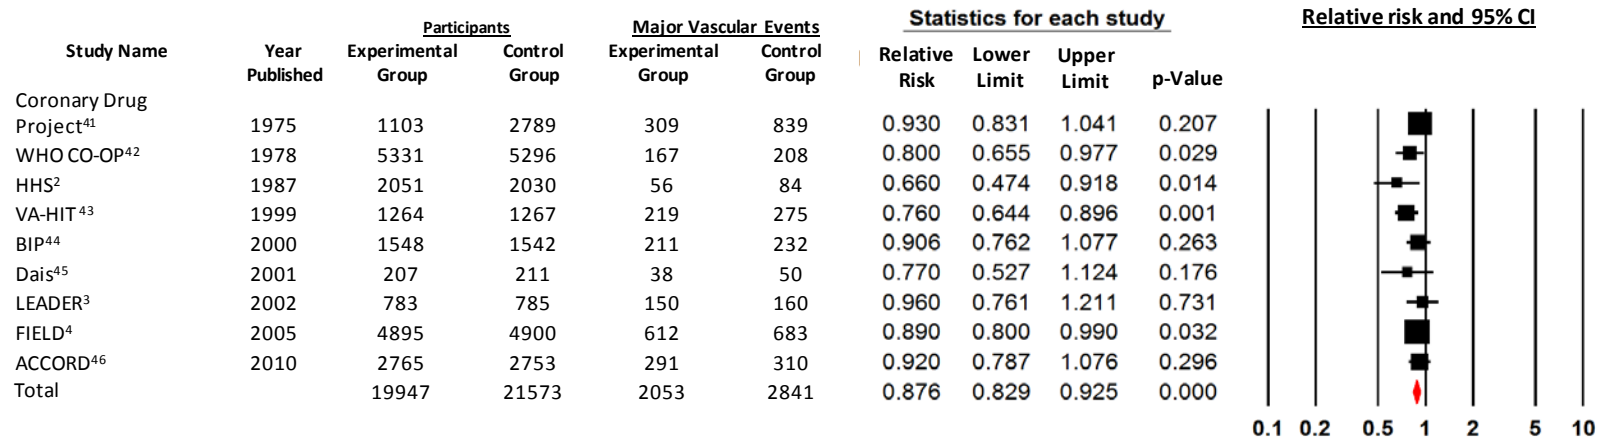 Participants Major Vascular Events Statistics for each study Relative risk and 95% CI
Study Name Year Published Experimental Group Control Group Experimental Group Control Group Relative Risk Lower Limit Upper Limit p-Value
Coronary Drug
Project41 1975 1103 2789 309 839 0.930 0.831 1.041 0.207
WHO CO-OP42 1978 5331 5296 167 208 0.800 0.655 0.977 0.029
HHS2 1987 2051 2030 56 84 0.660 0.474 0.918 0.014
VA-HIT43 1999 1264 1267 219 275 0.760 0.644 0.896 0.001
BIP44 2000 1548 1542 211 232 0.906 0.762 1.077 0.263
Dais45 2001 207 211 38 50 0.770 0.527 1.124 0.176
LEADER3 2002 783 785 150 160 0.960 0.761 1.211 0.731
FIELD4 2005 4895 4900 612 683 0.890 0.800 0.990 0.032
ACCORD46 2010 2765 2753 291 310 0.920 0.787 1.076 0.296
Total 19947 21573 2053 2841 0.876 0.829 0.925 0.000
0.1 0.2 0.5 1 2 5 10